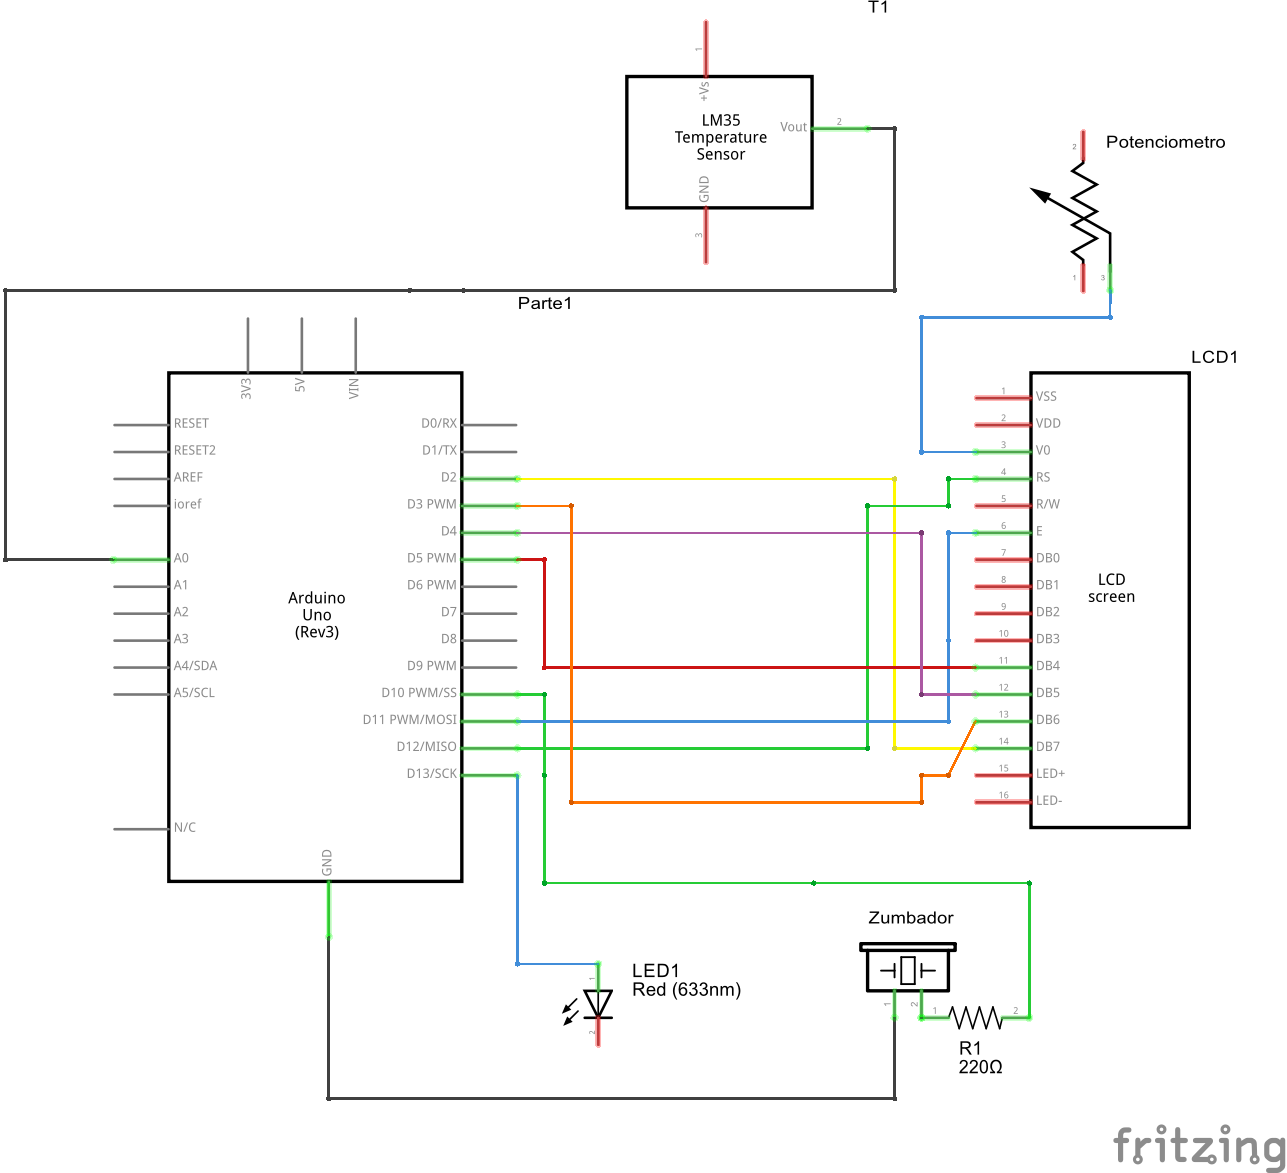 T1
1
+Vs
LM35
Temperature
Sensor
Vout
2
GND
3
Potenciometro
2
1
3
Parte1
LCD1
3V3
5V
VIN
RESET
RESET2
AREF
ioref
A0
A1
A2
A3
A4/SDA
A5/SCL
N/C
GND
Arduino
Uno
(Rev3)
D0/RX
D1/TX
D2
D3 PWM
D4
D5 PWM
D6 PWM
D7
D8
D9 PWM
D10 PWM/SS
D11 PWM/MOSI
D12/MISO
D13/SCK
1 VSS
2 VDD
3 V0
4 RS
5 R/W
6 E
7 DB0
8 DB1
9 DB2
10 DB3
11 DB4
12 DB5
13 DB6
14 DB7
15 LED+
16 LED-
LCD
screen
Zumbador
1
2
1
2
R1
220Ω
LED1
Red (633nm)
1
2
fritzing